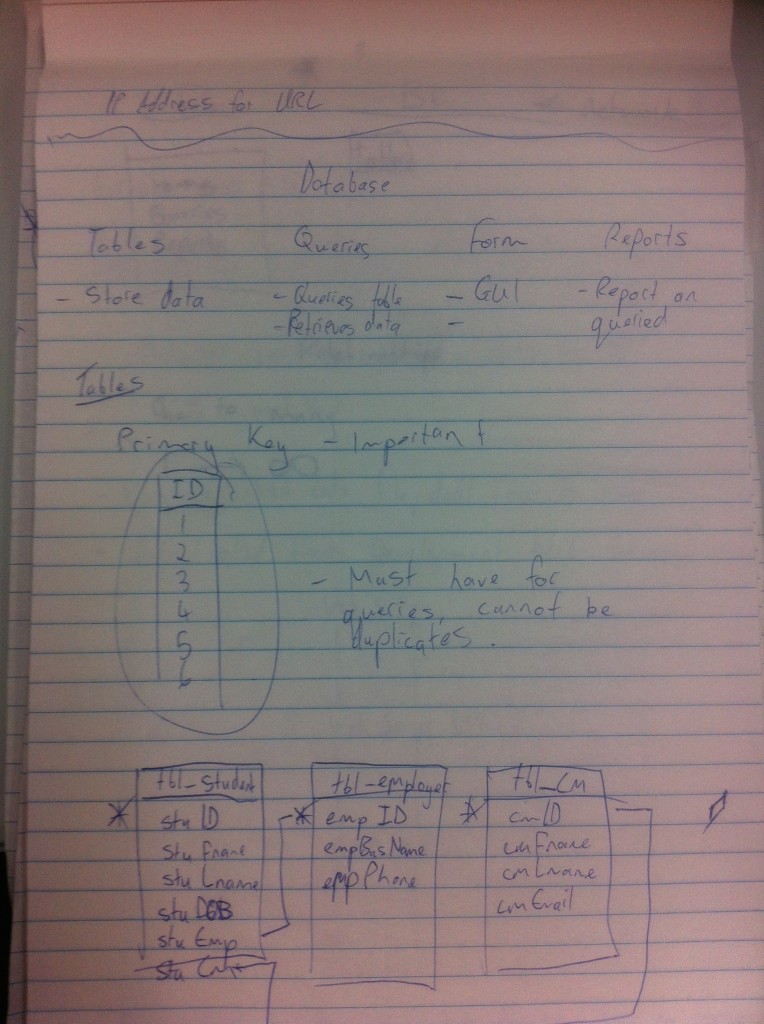 IP Address for URL
Database
Tables Queries Form Reports
- Store data - Queries table - GUI - Report on
- Retrieves data - queried
Tables
Primary Key - Important
ID
1
2
3
- Must have for
4
queries, cannot be
5
duplicates.
6
tbl_student tbl_employer tbl_cm
* stu ID * emp ID * cm ID
stu Fname empBusName cmFname
stu Lname empPhone cmLname
stu DOB cmEmail
stu Emp